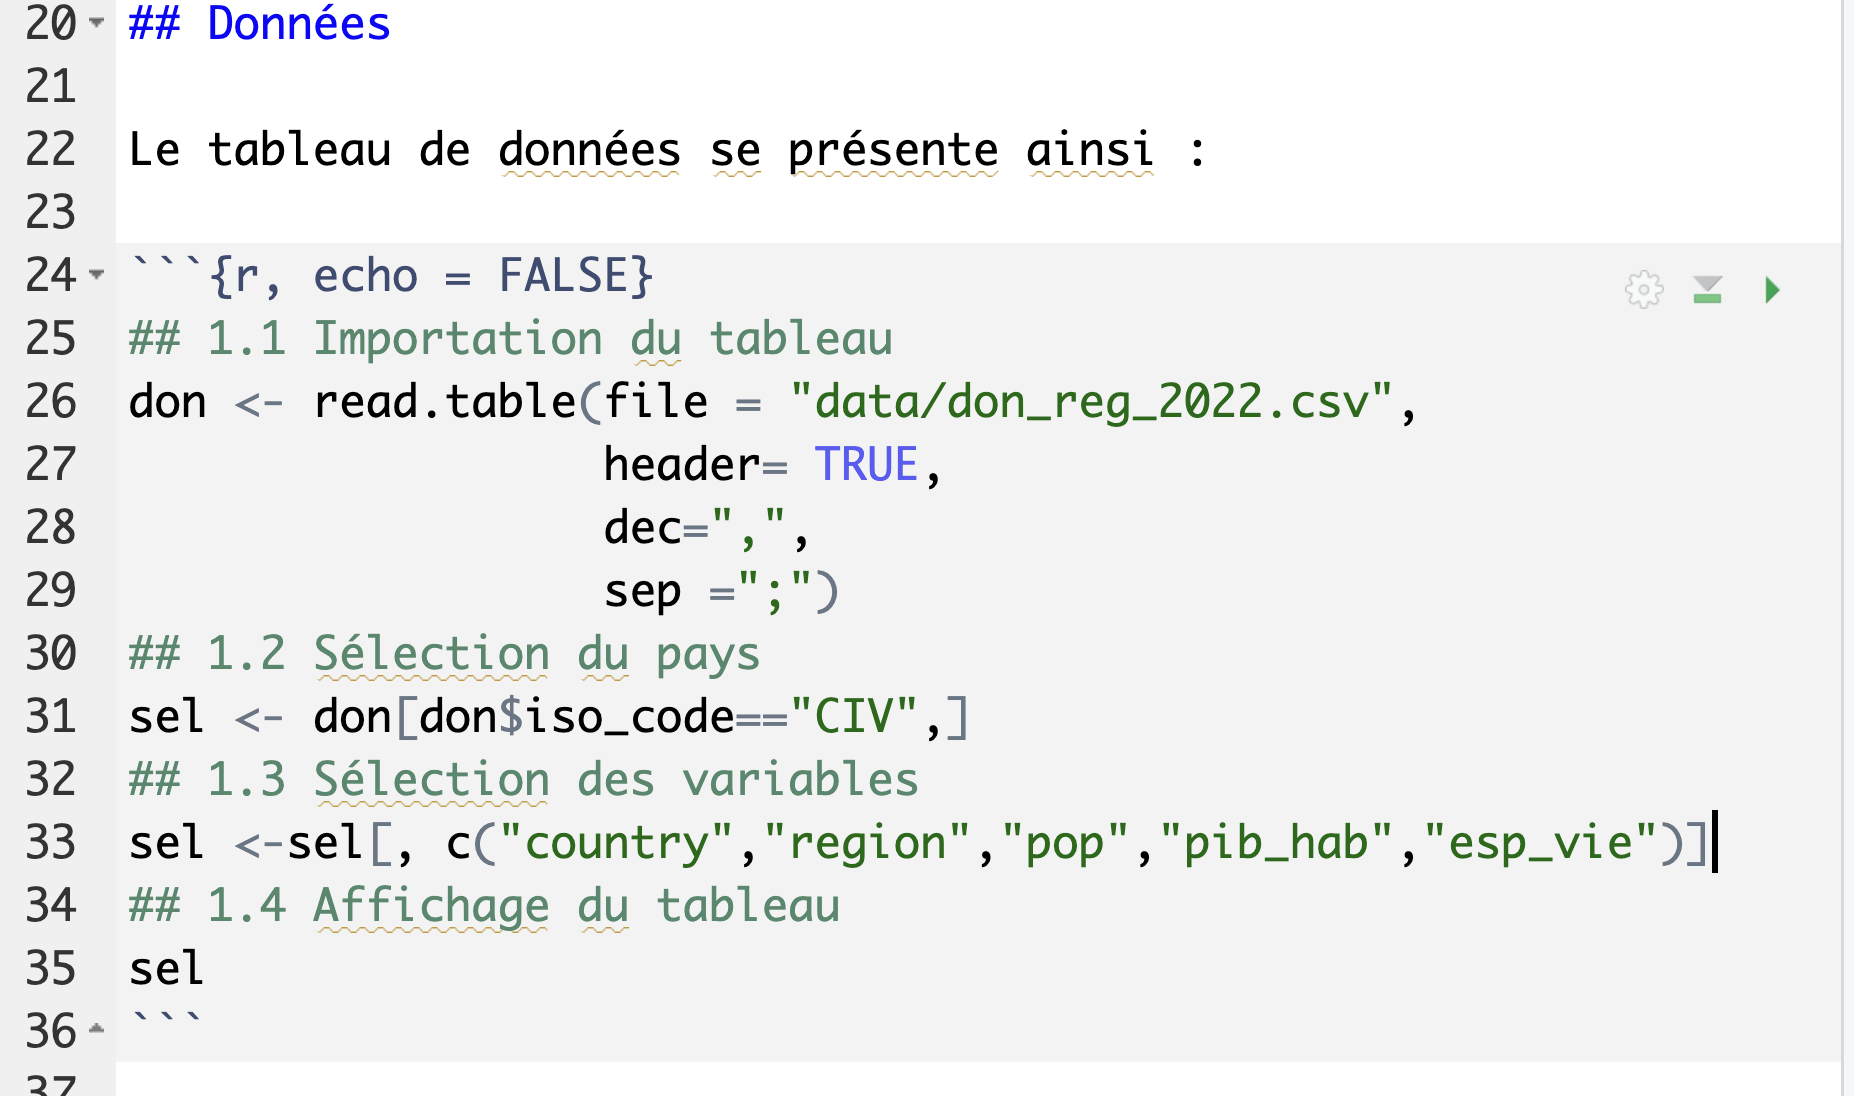 20 ## Données
21
22 Le tableau de données se présente ainsi :
23
24 ```{r, echo = FALSE}
25 ## 1.1 Importation du tableau
26 don <- read.table(file = "data/don_reg_2022.csv",
27                   header= TRUE,
28                   dec=",",
29                   sep =";")
30 ## 1.2 Sélection du pays
31 sel <- don[don$iso_code=="CIV",]
32 ## 1.3 Sélection des variables
33 sel <-sel[, c("country","region","pop","pib_hab","esp_vie")]
34 ## 1.4 Affichage du tableau
35 sel
36 ```
37